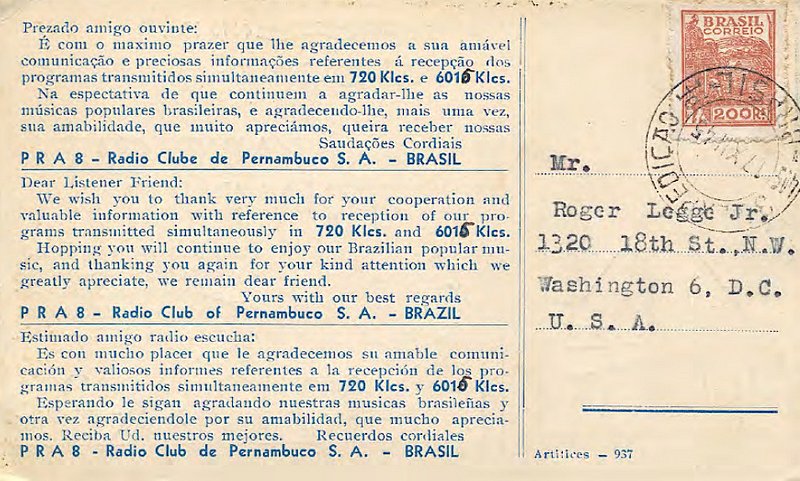 Prezado amigo ouvinte:
É com o maximo prazer que lhe agradecemos a sua amável
comunicação e preciosas informações referentes á recepção dos
programas transmitidos simultaneamente em 720 Klcs. e 6015 Klcs.
Na espectativa de que continuem a agradar-lhe as nossas
músicas populares brasileiras, e agradecendo-lhe, mais uma vez,
sua amabilidade, que muito apreciámos, queira receber nossas
Saudações Cordiais
PRA8 - Radio Clube de Pernambuco S. A. - BRASIL
Dear Listener Friend:
We wish you to thank very much for your cooperation and
valuable information with reference to reception of our pro-
grams transmitted simultaneously in 720 Klcs. and 6015 Klcs.
Hopping you will continue to enjoy our Brazilian popular mu-
sic, and thanking you again for your kind attention which we
greatly apreciate, we remain dear friend.
Yours with our best regards
PRA8 - Radio Club of Pernambuco S. A. - BRAZIL
Estimado amigo radio escucha:
Es con mucho placer que le agradecemos su amable comuni-
cación y valiosos informes referentes a la recepción de los pro-
gramas transmitidos simultaneamente em 720 Klcs. y 6015 Klcs.
Esperando le sigan agradando nuestras musicas brasileñas y
otra vez agradeciendole por su amabilidad, que mucho aprecia-
mos. Reciba Ud. nuestros mejores. Recuerdos cordiales
PRA8 - Radio Clube de Pernambuco S. A. - BRASIL
BRASIL
CORREIO
200 RS
Mr.
Roger Legge Jr.
1320 18th St., N.W.
Washington 6, D.C.
U. S. A.
Artifices — 937